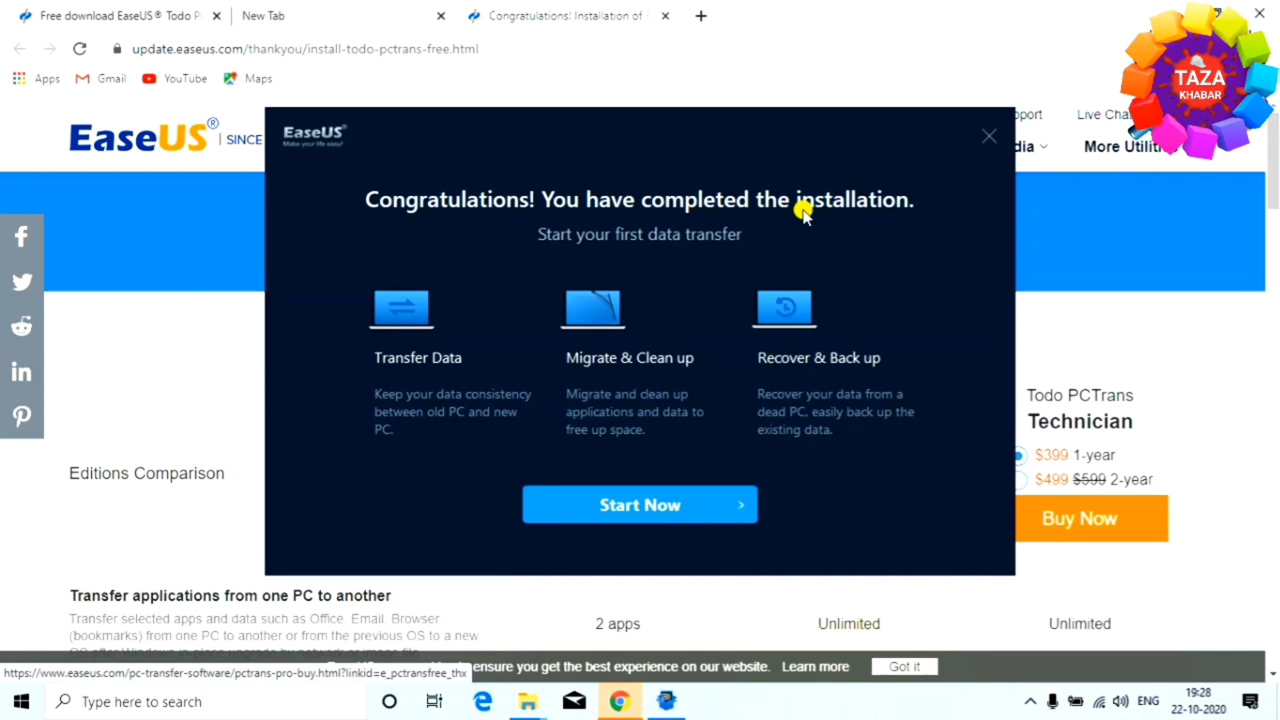 Free download EaseUS® Todo P
New Tab
Congratulations! Installation of
update.easeus.com/thankyou/install-todo-pctrans-free.html
Apps
Gmail
YouTube
Maps
TAZA
KHABAR
EaseUS®
SINCE
Live Cha
More Utiliti
EaseUS®
Make your life easy!
Congratulations! You have completed the installation.
Start your first data transfer
Transfer Data
Migrate & Clean up
Recover & Back up
Keep your data consistency
between old PC and new
PC.
Migrate and clean up
applications and data to
free up space.
Recover your data from a
dead PC, easily back up the
existing data.
Start Now
Todo PCTrans
Technician
$399 1-year
$499 $599 2-year
Buy Now
Editions Comparison
Transfer applications from one PC to another
Transfer selected apps and data such as Office, Email, Browser
(bookmarks) from one PC to another or from the previous OS to a new
2 apps
Unlimited
Unlimited
ensure you get the best experience on our website.
Learn more
Got it
https://www.easeus.com/pc-transfer-software/pctrans-pro-buy.html?linkid=e_pctransfree_thx
Type here to search
ENG
19:28
22-10-2020